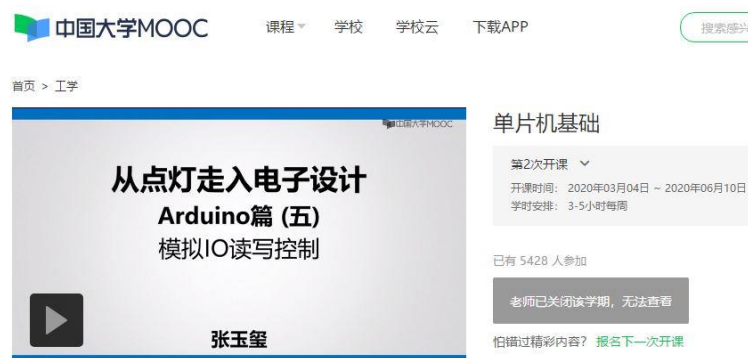 中国大学MOOC 课程 学校 学校云 下载APP 搜索感兴
首页 > 工学
中国大学MOOC
从点灯走入电子设计
Arduino篇 (五)
模拟IO读写控制
张玉玺
单片机基础
第2次开课
开课时间： 2020年03月04日 ~ 2020年06月10日
学时安排： 3-5小时每周
已有 5428 人参加
老师已关闭该学期，无法查看
怕错过精彩内容？ 报名下一次开课